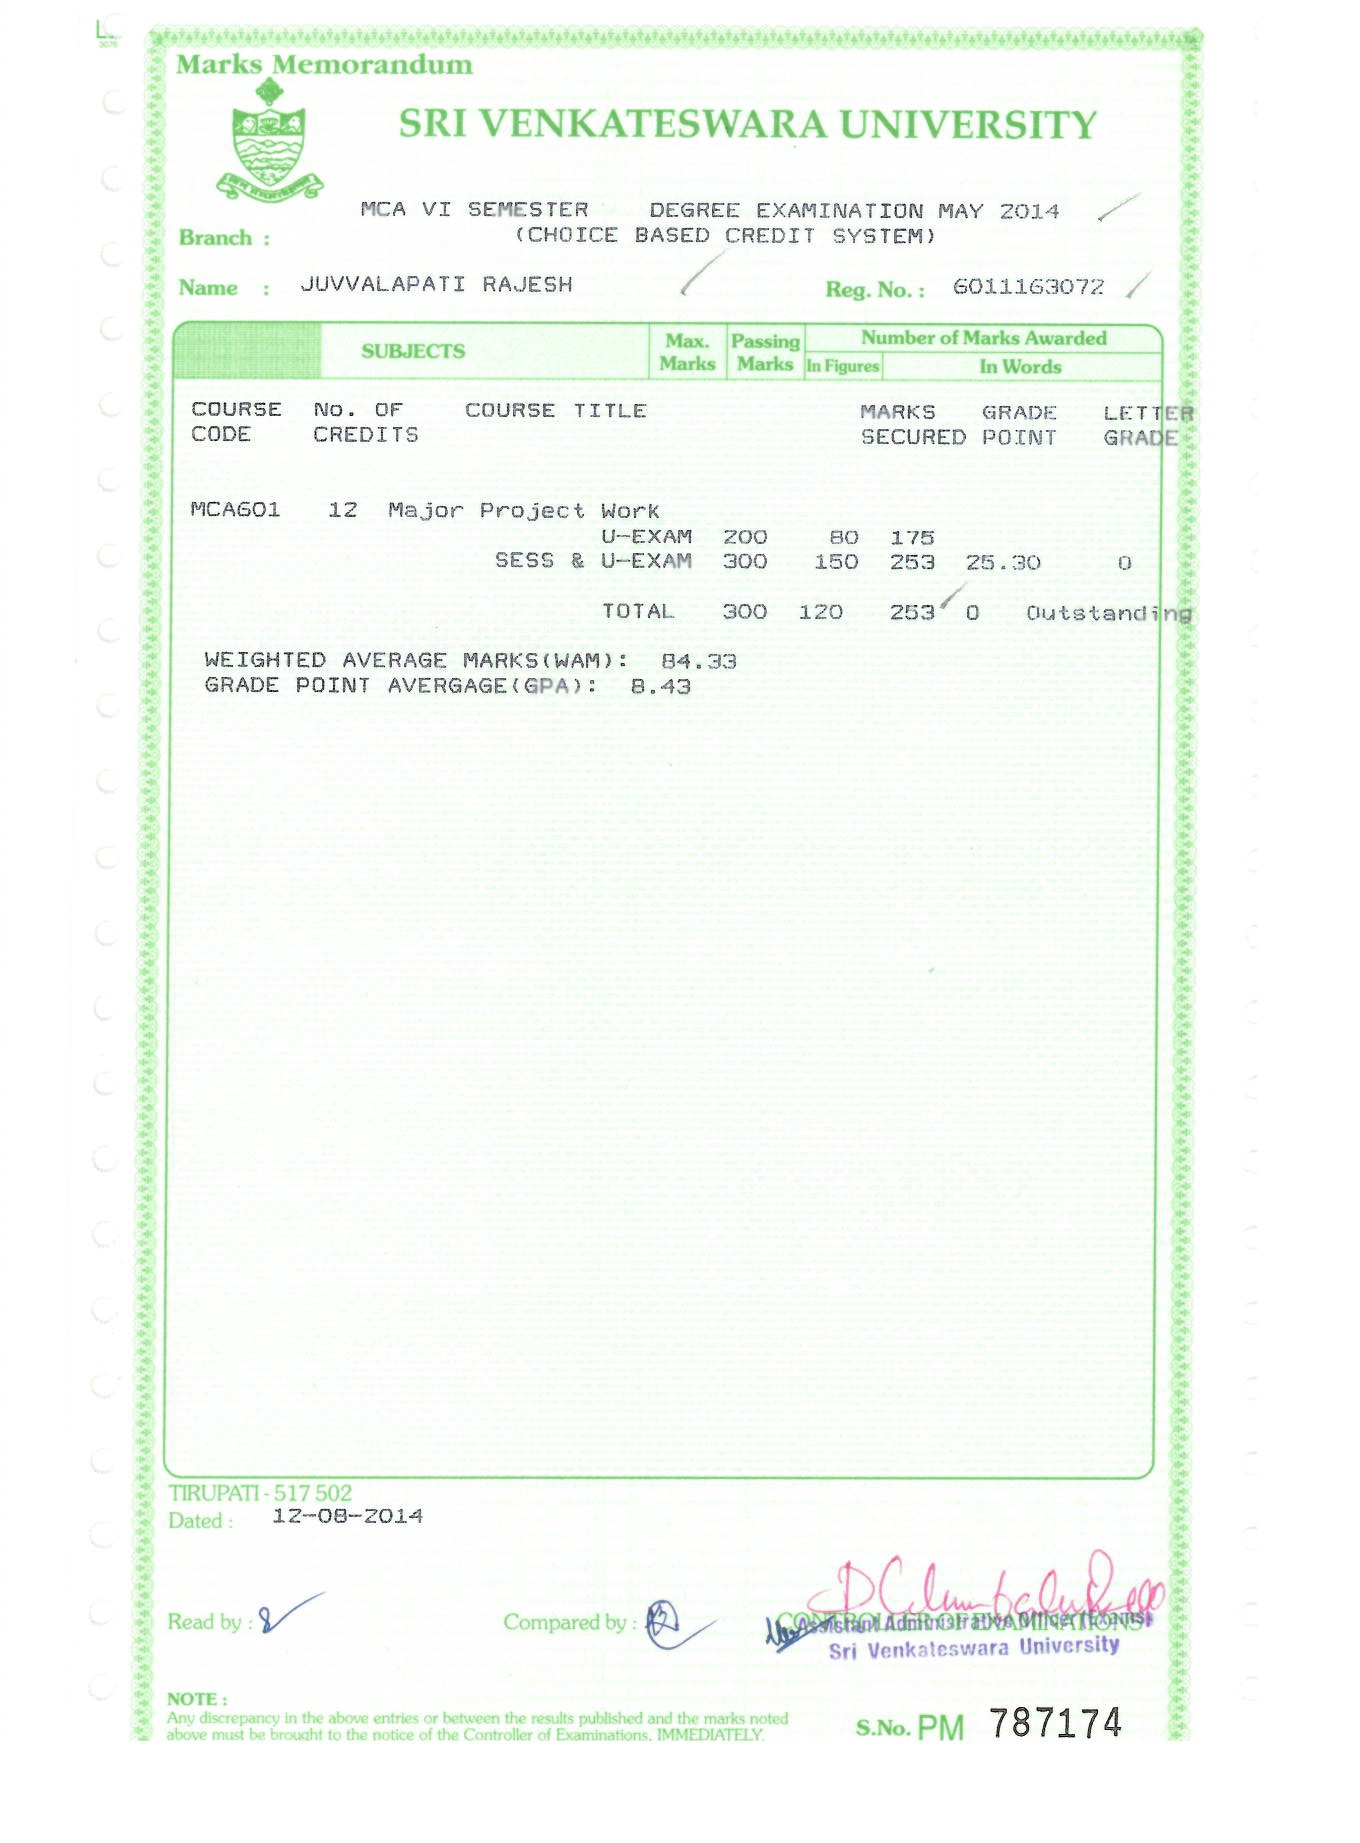 3076
Marks Memorandum
SRI VENKATESWARA UNIVERSITY
MCA VI SEMESTER DEGREE EXAMINATION MAY 2014
Branch : (CHOICE BASED CREDIT SYSTEM)
Name : JUVVALAPATI RAJESH Reg. No. : 6011163072
SUBJECTS Max. Marks Passing Marks Number of Marks Awarded
In Figures In Words
COURSE No. OF COURSE TITLE MARKS GRADE LETTER
CODE CREDITS SECURED POINT GRADE
MCA601 12 Major Project Work
U-EXAM 200 80 175
SESS & U-EXAM 300 150 253 25.30 O
TOTAL 300 120 253 O Outstanding
WEIGHTED AVERAGE MARKS(WAM): 84.33
GRADE POINT AVERGAGE(GPA): 8.43
TIRUPATI - 517 502
Dated : 12-08-2014
Read by : Compared by : CONTROLLER OF EXAMINATIONS
Assistant Administrative Officer (Exams)
Sri Venkateswara University
NOTE :
Any discrepancy in the above entries or between the results published and the marks noted
above must be brought to the notice of the Controller of Examinations, IMMEDIATELY.
S.No. PM 787174